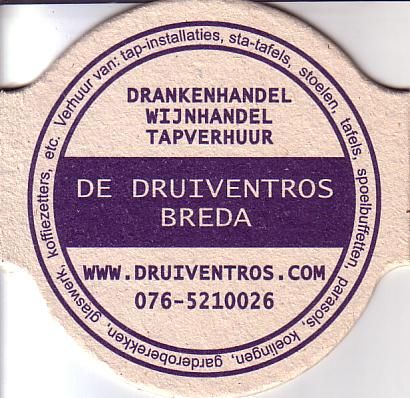 Verhuur van: tap-installaties, sta-tafels, stoelen, tafels, spoelbuffetten, parasols, koelingen, garderoberekken, glaswerk, koffiezetters, etc.
DRANKENHANDEL
WIJNHANDEL
TAPVERHUUR
DE DRUIVENTROS
BREDA
WWW.DRUIVENTROS.COM
076-5210026